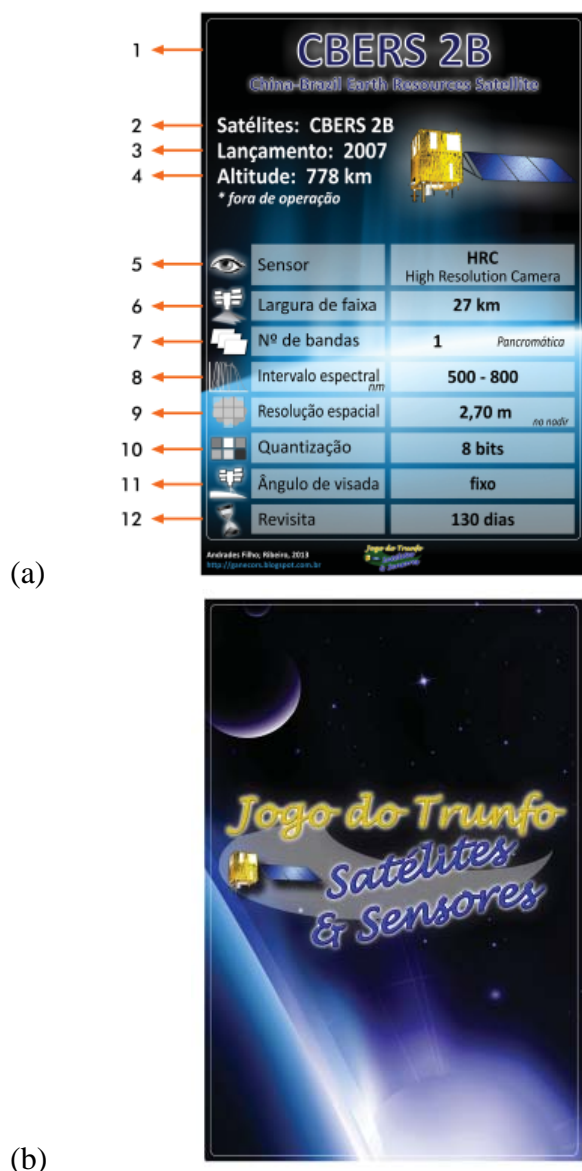 1
CBERS 2B
China-Brazil Earth Resources Satellite
2 Satélites: CBERS 2B
3 Lançamento: 2007
4 Altitude: 778 km
* fora de operação
5 Sensor HRC
High Resolution Camera
6 Largura de faixa 27 km
7 Nº de bandas 1 Pancromática
8 Intervalo espectral nm 500 - 800
9 Resolução espacial 2,70 m no nadir
10 Quantização 8 bits
11 Ângulo de visada fixo
12 Revisita 130 dias
Andrades Filho; Ribeiro, 2013
http://genecors.blogspot.com.br
Jogo do Trunfo
Satélites
& Sensores
(a)
Jogo do Trunfo
Satélites
& Sensores
(b)